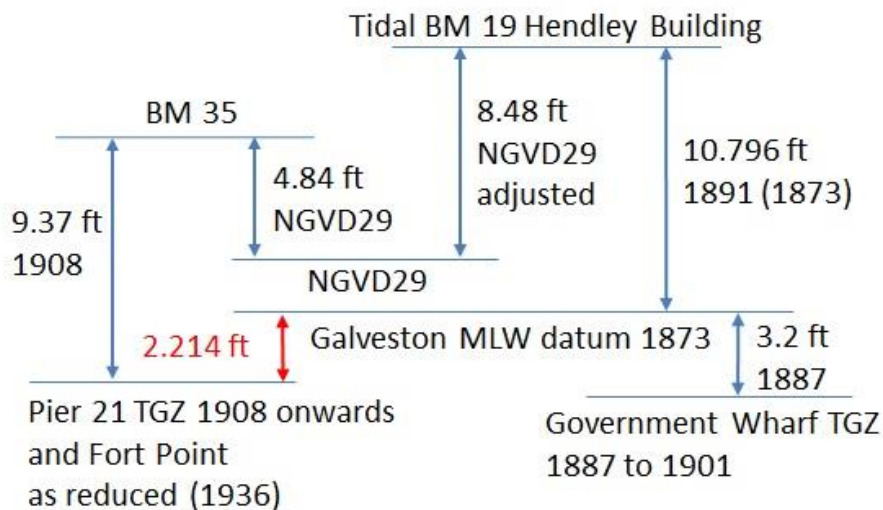 Tidal BM 19 Hendley Building
BM 35
8.48 ft
NGVD29
adjusted
10.796 ft
1891 (1873)
4.84 ft
NGVD29
9.37 ft
1908
NGVD29
2.214 ft
Galveston MLW datum 1873
3.2 ft
1887
Pier 21 TGZ 1908 onwards
and Fort Point
as reduced (1936)
Government Wharf TGZ
1887 to 1901